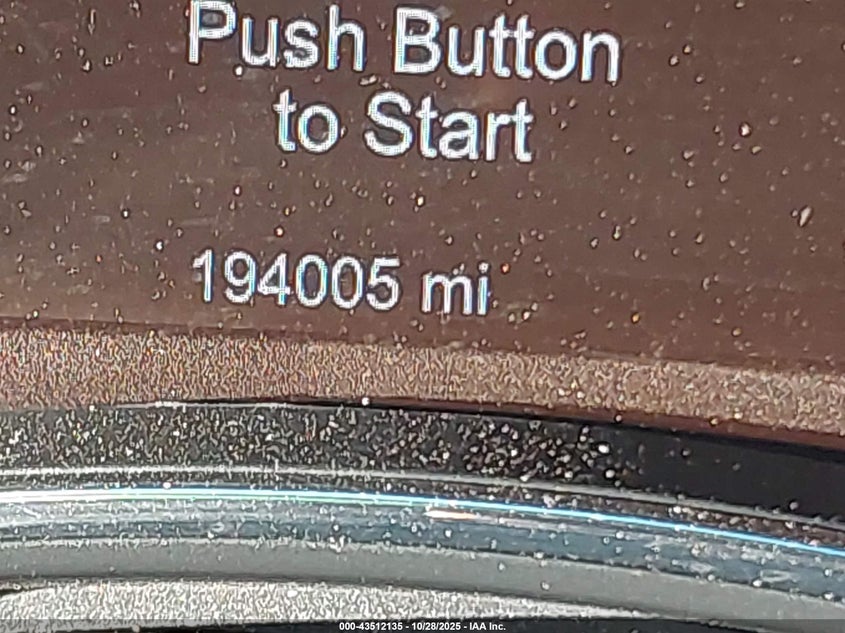 Push Button
to Start
194005 mi
000-43512135 - 10/28/2025 - IAA Inc.